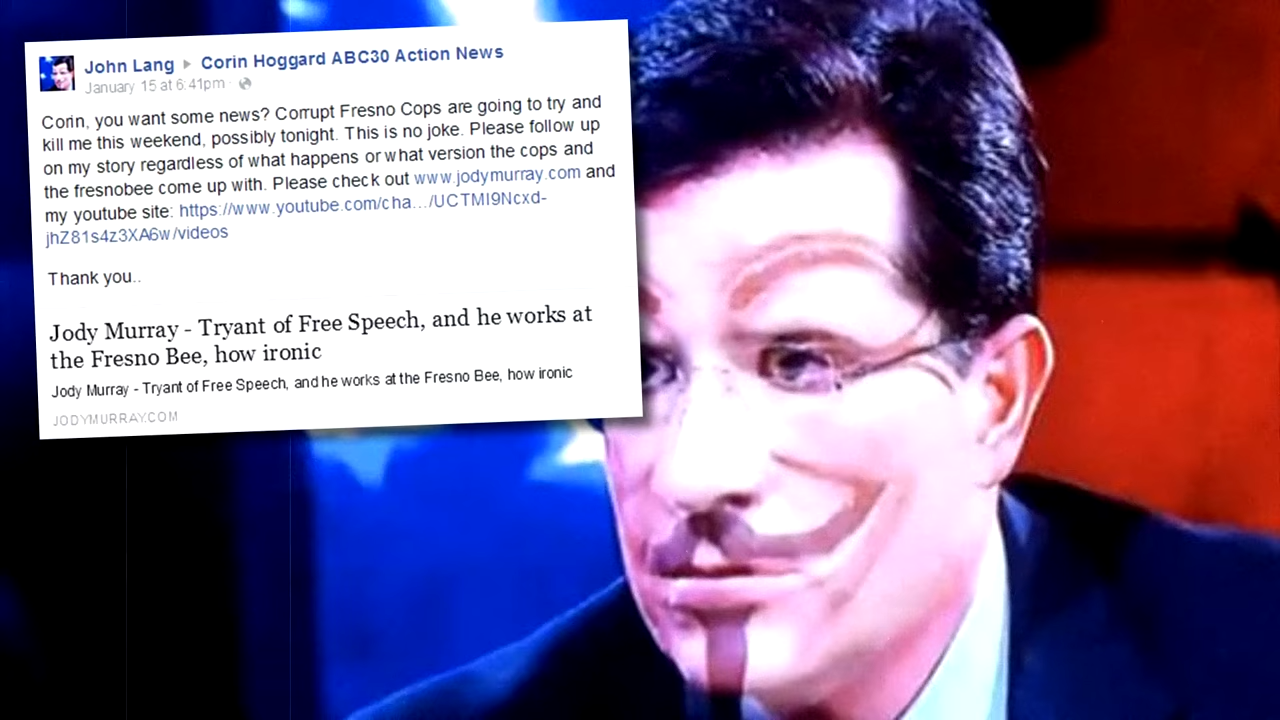 John Lang ▸ Corin Hoggard ABC30 Action News
January 15 at 6:41pm ·
Corin, you want some news? Corrupt Fresno Cops are going to try and
kill me this weekend, possibly tonight. This is no joke. Please follow up
on my story regardless of what happens or what version the cops and
the fresnobee come up with. Please check out www.jodymurray.com and
my youtube site: https://www.youtube.com/cha.../UCTMI9Ncxd-
jhZ81s4z3XA6w/videos
Thank you..
Jody Murray - Tryant of Free Speech, and he works at
the Fresno Bee, how ironic
Jody Murray - Tryant of Free Speech, and he works at the Fresno Bee, how ironic
JODYMURRAY.COM